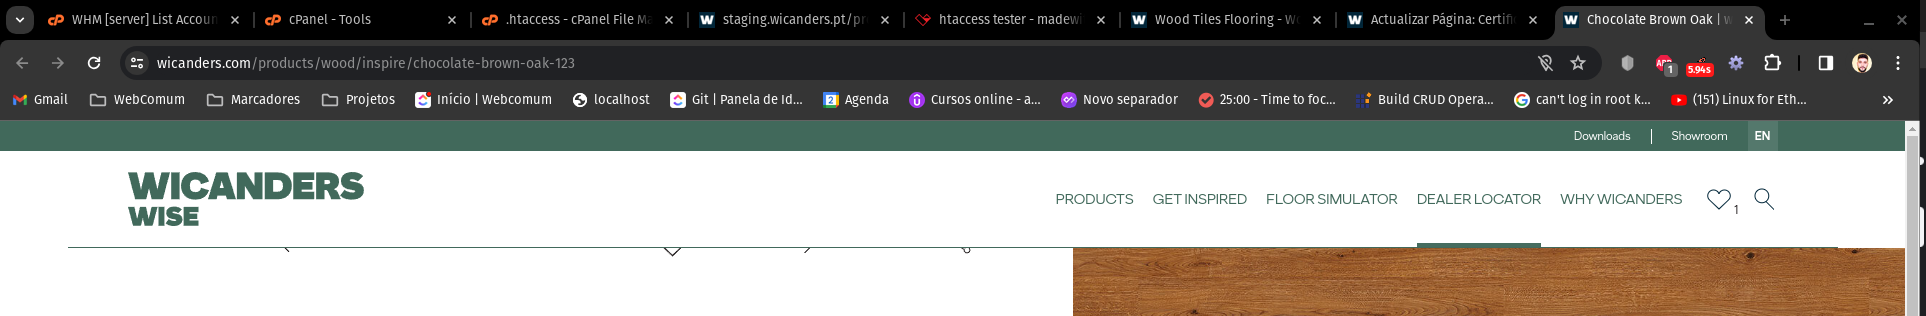 WHM [server] List Accoun
cPanel - Tools
.htaccess - cPanel File Ma
staging.wicanders.pt/pr
htaccess tester - madewi
Wood Tiles Flooring - Wo
Actualizar Página: Certifi
Chocolate Brown Oak | w
wicanders.com/products/wood/inspire/chocolate-brown-oak-123
ABP 1
5.94s
Gmail
WebComum
Marcadores
Projetos
Início | Webcomum
localhost
Git | Panela de Id...
Agenda
Cursos online - a...
Novo separador
25:00 - Time to foc...
Build CRUD Opera...
can't log in root k...
(151) Linux for Eth...
Downloads
Showroom
EN
WICANDERS
WISE
PRODUCTS
GET INSPIRED
FLOOR SIMULATOR
DEALER LOCATOR
WHY WICANDERS
1